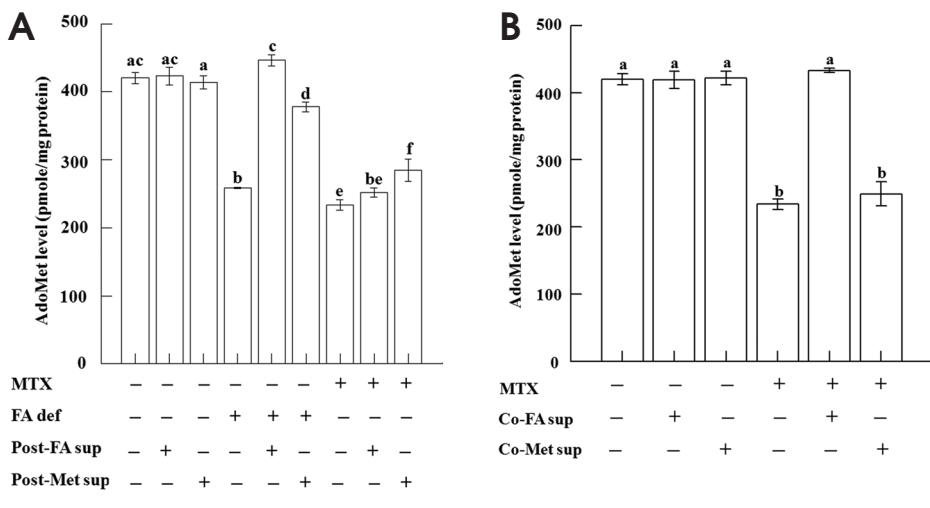 A
AdoMet level (pmole/mg protein)
500
400
300
200
100
0
ac ac a b c d e be f
MTX – – – – – – + + +
FA def – – – + + + – – –
Post-FA sup – + – – + – – + –
Post-Met sup – – + – – + – – +
B
AdoMet level (pmole/mg protein)
500
400
300
200
100
0
a a a b a b
MTX – – – + + +
Co-FA sup – + – – + –
Co-Met sup – – + – – +